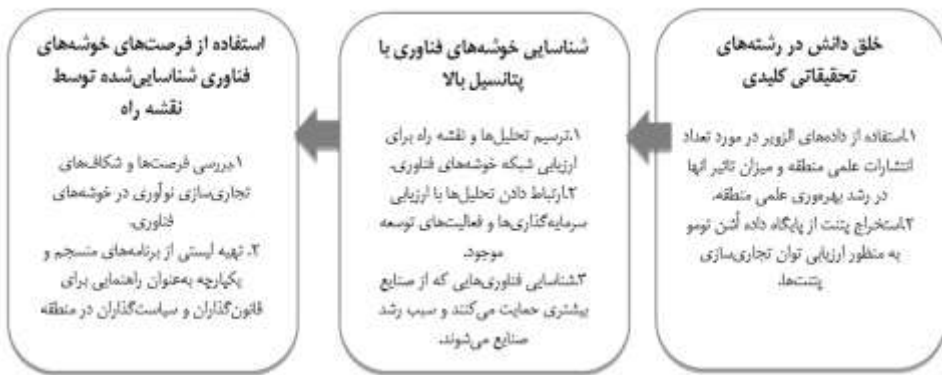 خلق دانش در رشته‌های
تحقیقاتی کلیدی
۱.استفاده از داده‌های الزویر در مورد تعداد
انتشارات علمی منطقه و میزان تاثیر آنها
در رشد بهره‌وری علمی منطقه.
۲.استخراج پتنت از پایگاه داده اُشن تومو
به منظور ارزیابی توان تجاری‌سازی
پتنت‌ها.
شناسایی خوشه‌های فناوری با
پتانسیل بالا
۱.ترسیم تحلیل‌ها و نقشه راه برای
ارزیابی شبکه خوشه‌های فناوری.
۲.ارتباط دادن تحلیل‌ها با ارزیابی
سرمایه‌گذاری‌ها و فعالیت‌های توسعه
موجود.
۳.شناسایی فناوری‌هایی که از صنایع
بیشتری حمایت می‌کنند و سبب رشد
صنایع می‌شوند.
استفاده از فرصت‌های خوشه‌های
فناوری شناسایی‌شده توسط
نقشه راه
۱.بررسی فرصت‌ها و شکاف‌های
تجاری‌سازی نوآوری در خوشه‌های
فناوری.
۲. تهیه لیستی از برنامه‌های منسجم و
یکپارچه به‌عنوان راهنمایی برای
قانون‌گذاران و سیاست‌گذاران در منطقه